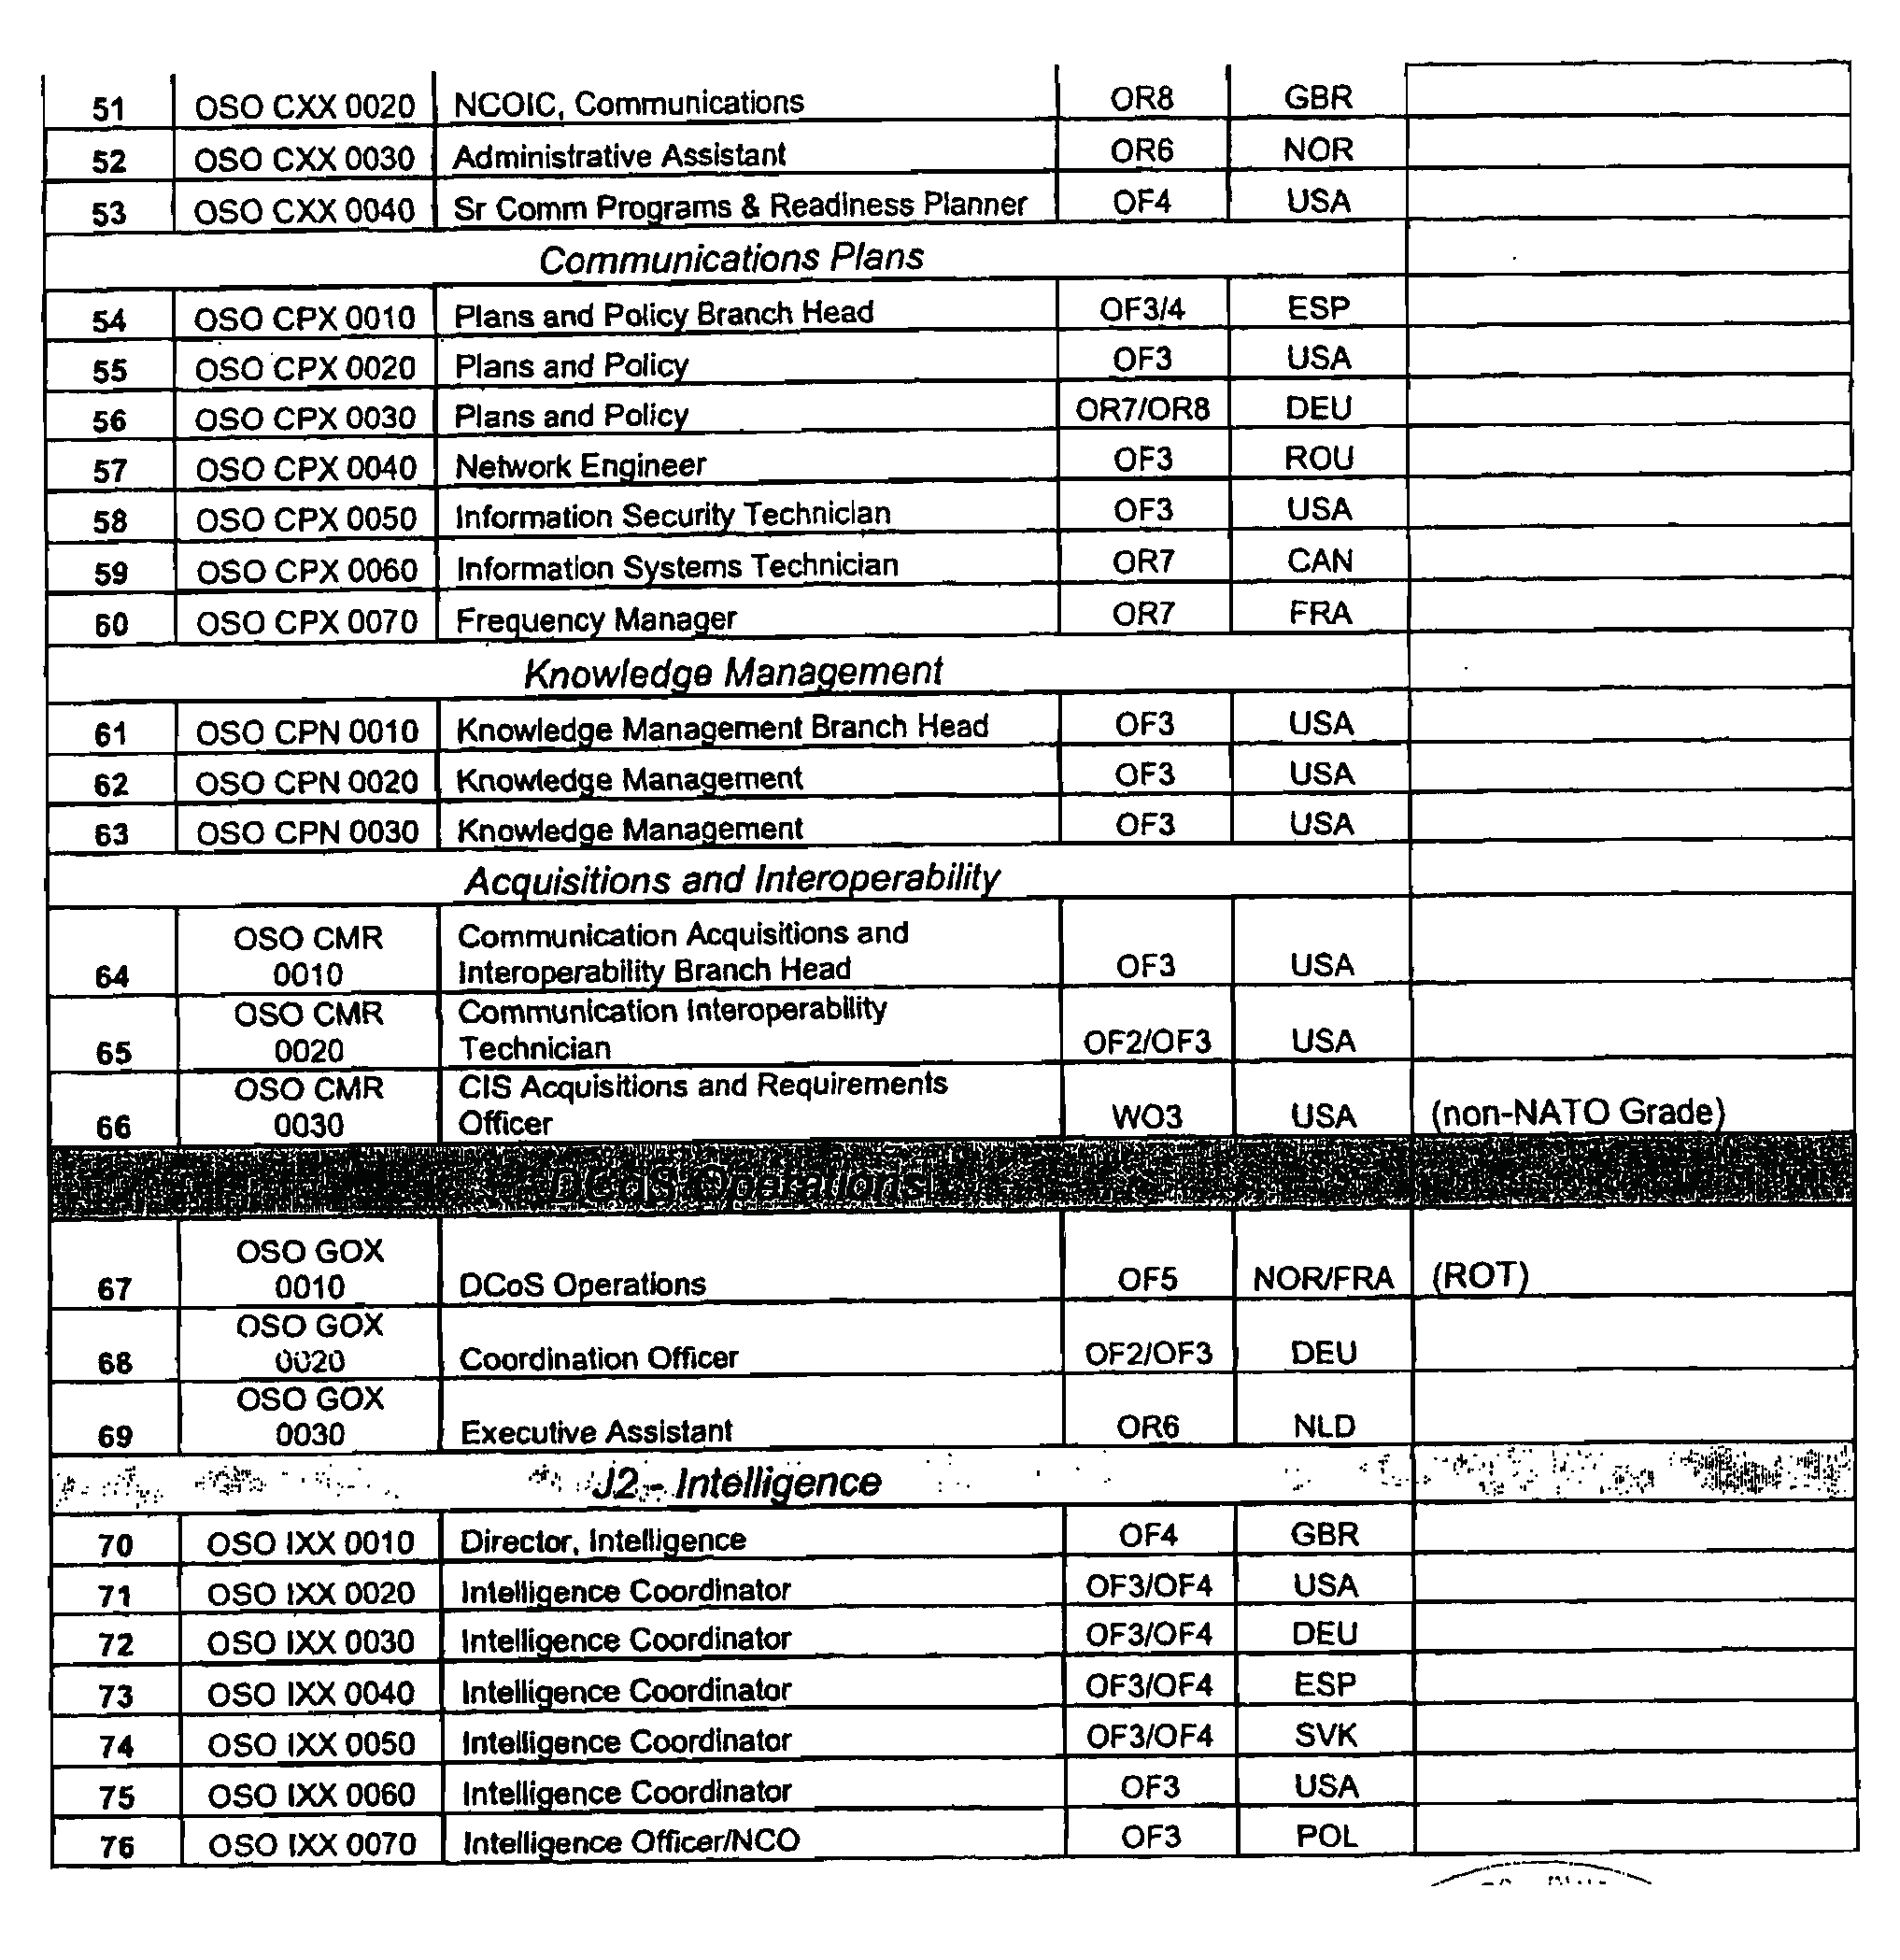 51 OSO CXX 0020 NCOIC, Communications OR8 GBR
52 OSO CXX 0030 Administrative Assistant OR6 NOR
53 OSO CXX 0040 Sr Comm Programs & Readiness Planner OF4 USA
Communications Plans
54 OSO CPX 0010 Plans and Policy Branch Head OF3/4 ESP
55 OSO CPX 0020 Plans and Policy OF3 USA
56 OSO CPX 0030 Plans and Policy OR7/OR8 DEU
57 OSO CPX 0040 Network Engineer OF3 ROU
58 OSO CPX 0050 Information Security Technician OF3 USA
59 OSO CPX 0060 Information Systems Technician OR7 CAN
60 OSO CPX 0070 Frequency Manager OR7 FRA
Knowledge Management
61 OSO CPN 0010 Knowledge Management Branch Head OF3 USA
62 OSO CPN 0020 Knowledge Management OF3 USA
63 OSO CPN 0030 Knowledge Management OF3 USA
Acquisitions and Interoperability
OSO CMR Communication Acquisitions and
64 0010 Interoperability Branch Head OF3 USA
OSO CMR Communication Interoperability
65 0020 Technician OF2/OF3 USA
OSO CMR CIS Acquisitions and Requirements
66 0030 Officer WO3 USA (non-NATO Grade)
DCoS Operations
OSO GOX
67 0010 DCoS Operations OF5 NOR/FRA (ROT)
OSO GOX
68 0020 Coordination Officer OF2/OF3 DEU
OSO GOX
69 0030 Executive Assistant OR6 NLD
J2 - Intelligence
70 OSO IXX 0010 Director, Intelligence OF4 GBR
71 OSO IXX 0020 Intelligence Coordinator OF3/OF4 USA
72 OSO IXX 0030 Intelligence Coordinator OF3/OF4 DEU
73 OSO IXX 0040 Intelligence Coordinator OF3/OF4 ESP
74 OSO IXX 0050 Intelligence Coordinator OF3/OF4 SVK
75 OSO IXX 0060 Intelligence Coordinator OF3 USA
76 OSO IXX 0070 Intelligence Officer/NCO OF3 POL